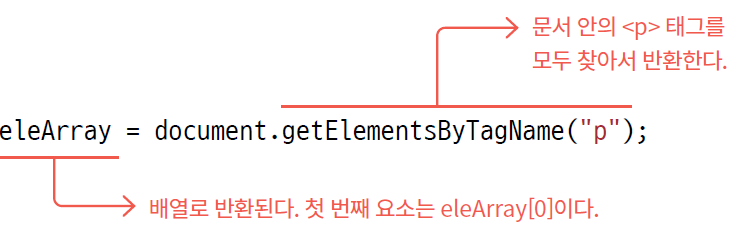 문서 안의 <p> 태그를
모두 찾아서 반환한다.
eleArray = document.getElementsByTagName("p");
배열로 반환된다. 첫 번째 요소는 eleArray[0]이다.